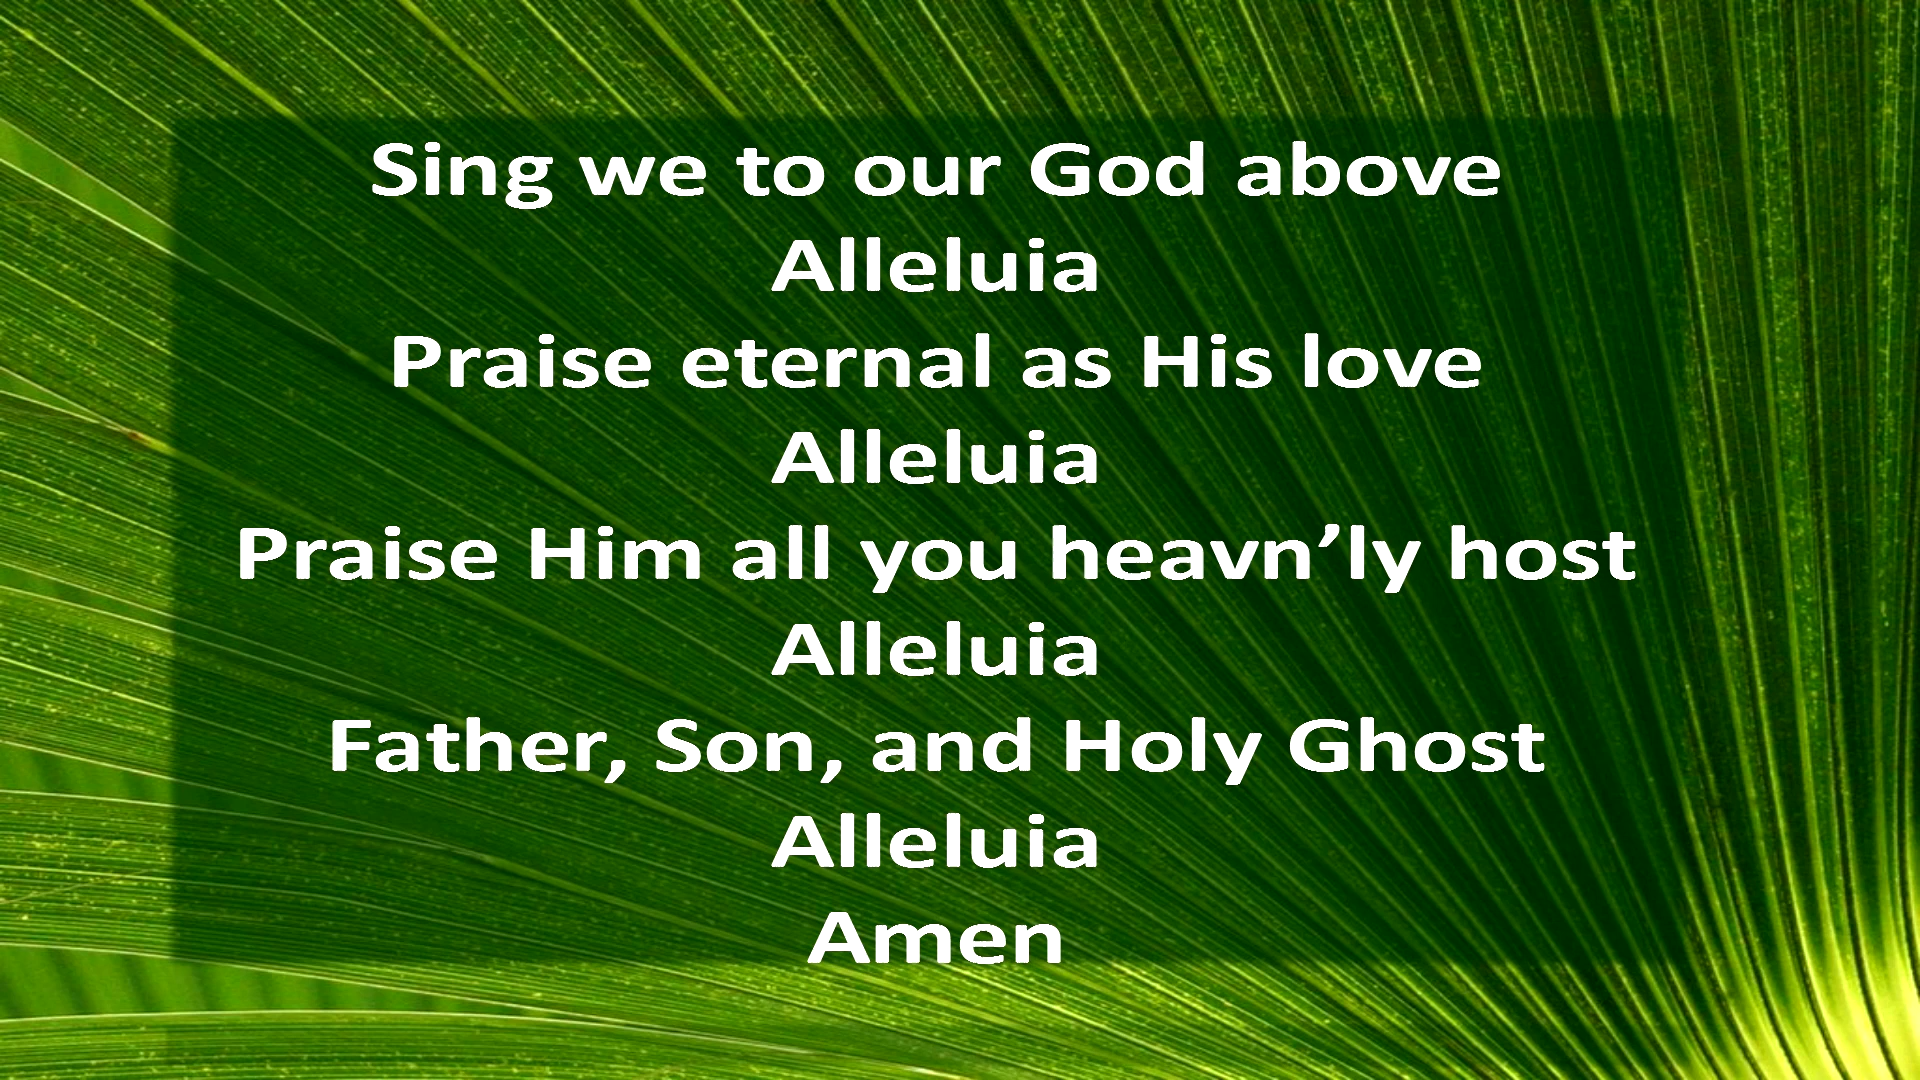 Sing we to our God above
Alleluia
Praise eternal as His love
Alleluia
Praise Him all you heavn’ly host
Alleluia
Father, Son, and Holy Ghost
Alleluia
Amen